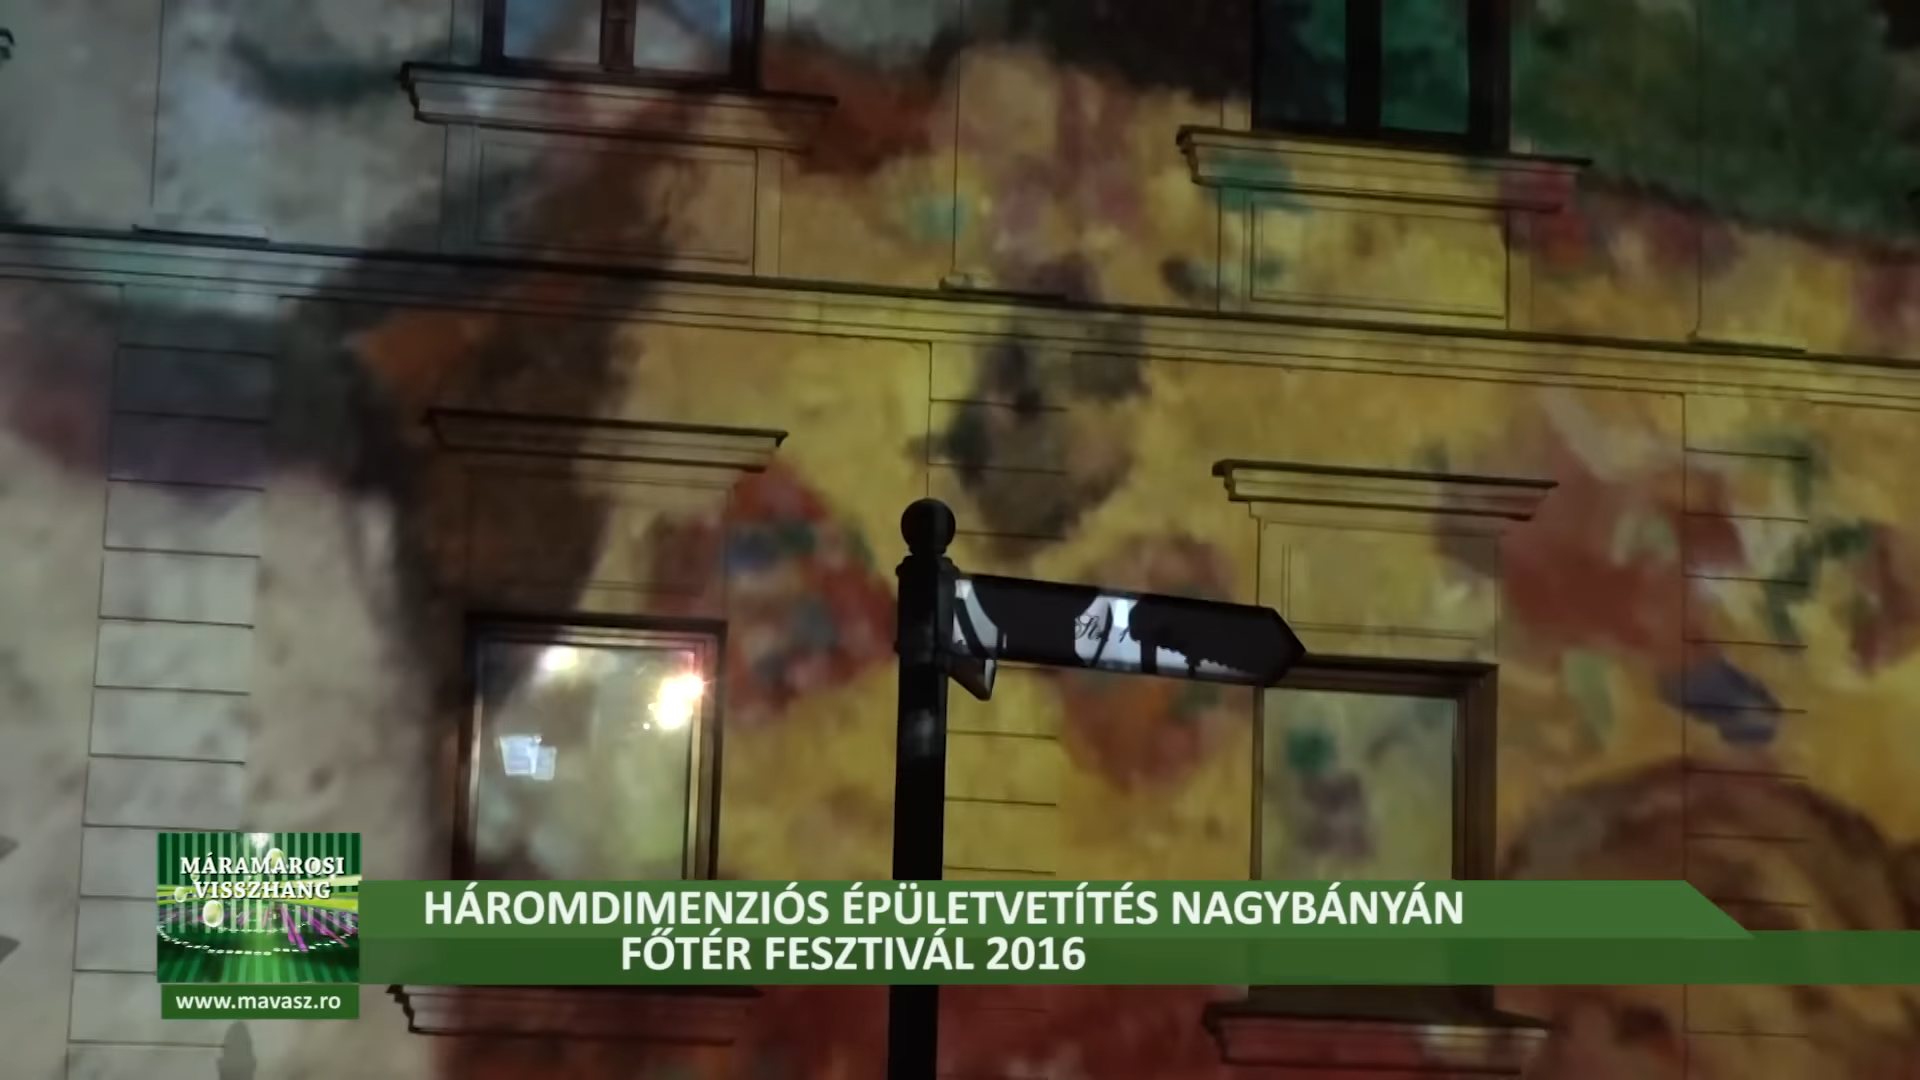 MÁRAMAROSI
VISSZHANG
HÁROMDIMENZIÓS ÉPÜLETVETÍTÉS NAGYBÁNYÁN
FŐTÉR FESZTIVÁL 2016
www.mavasz.ro